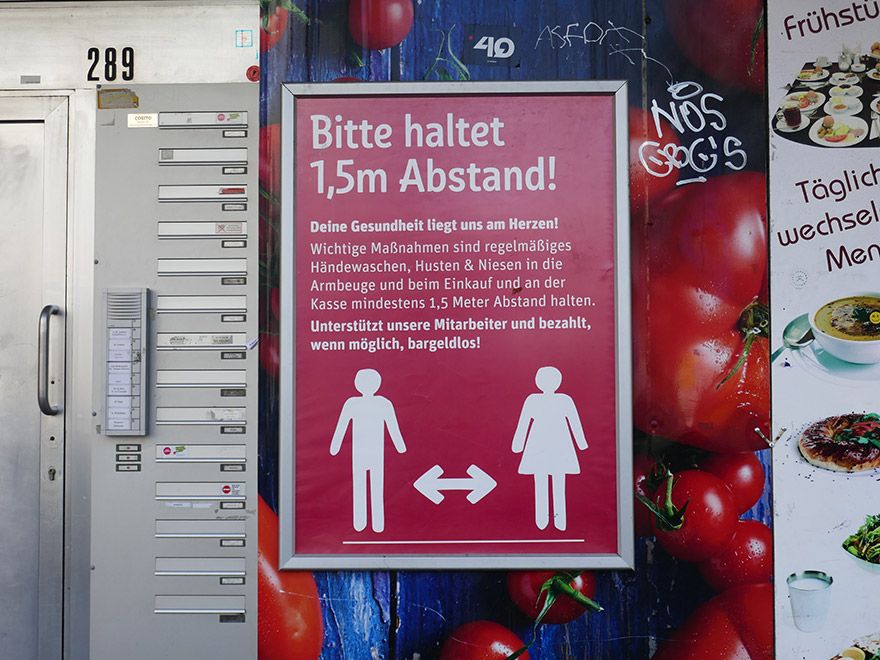 289
40
Frühstü
Bitte haltet
1,5m Abstand!
Deine Gesundheit liegt uns am Herzen!
Wichtige Maßnahmen sind regelmäßiges
Händewaschen, Husten & Niesen in die
Armbeuge und beim Einkauf und an der
Kasse mindestens 1,5 Meter Abstand halten.
Unterstützt unsere Mitarbeiter und bezahlt,
wenn möglich, bargeldlos!
NOS
Täglich
wechsel
Men